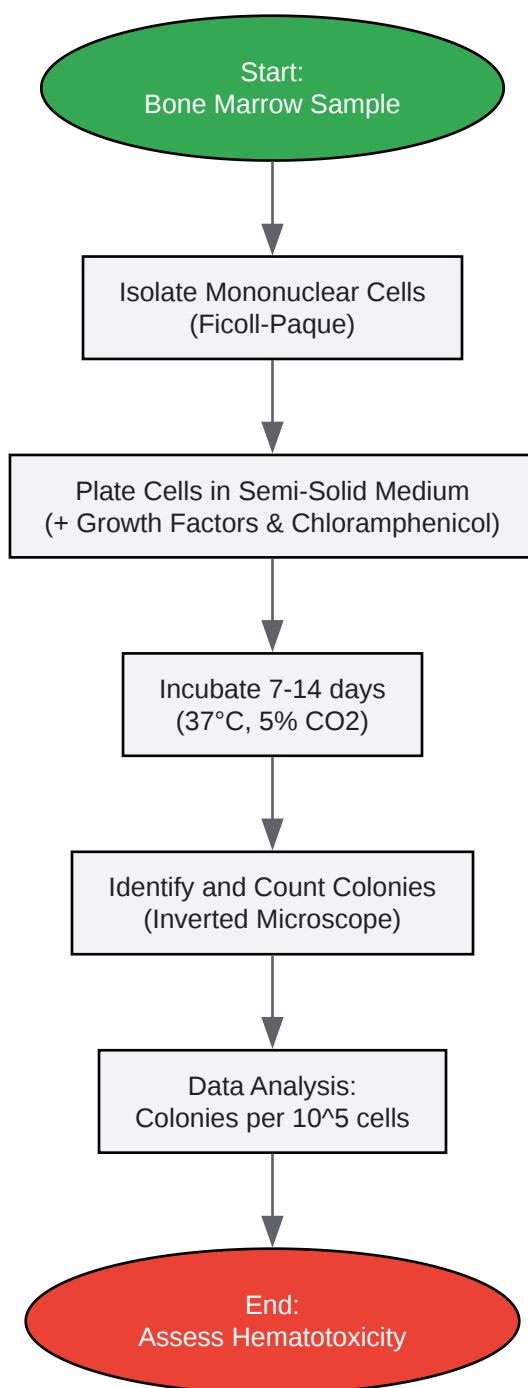 Start:
Bone Marrow Sample
Isolate Mononuclear Cells
(Ficoll-Paque)
Plate Cells in Semi-Solid Medium
(+ Growth Factors & Chloramphenicol)
Incubate 7-14 days
(37°C, 5% CO2)
Identify and Count Colonies
(Inverted Microscope)
Data Analysis:
Colonies per 10^5 cells
End:
Assess Hematotoxicity